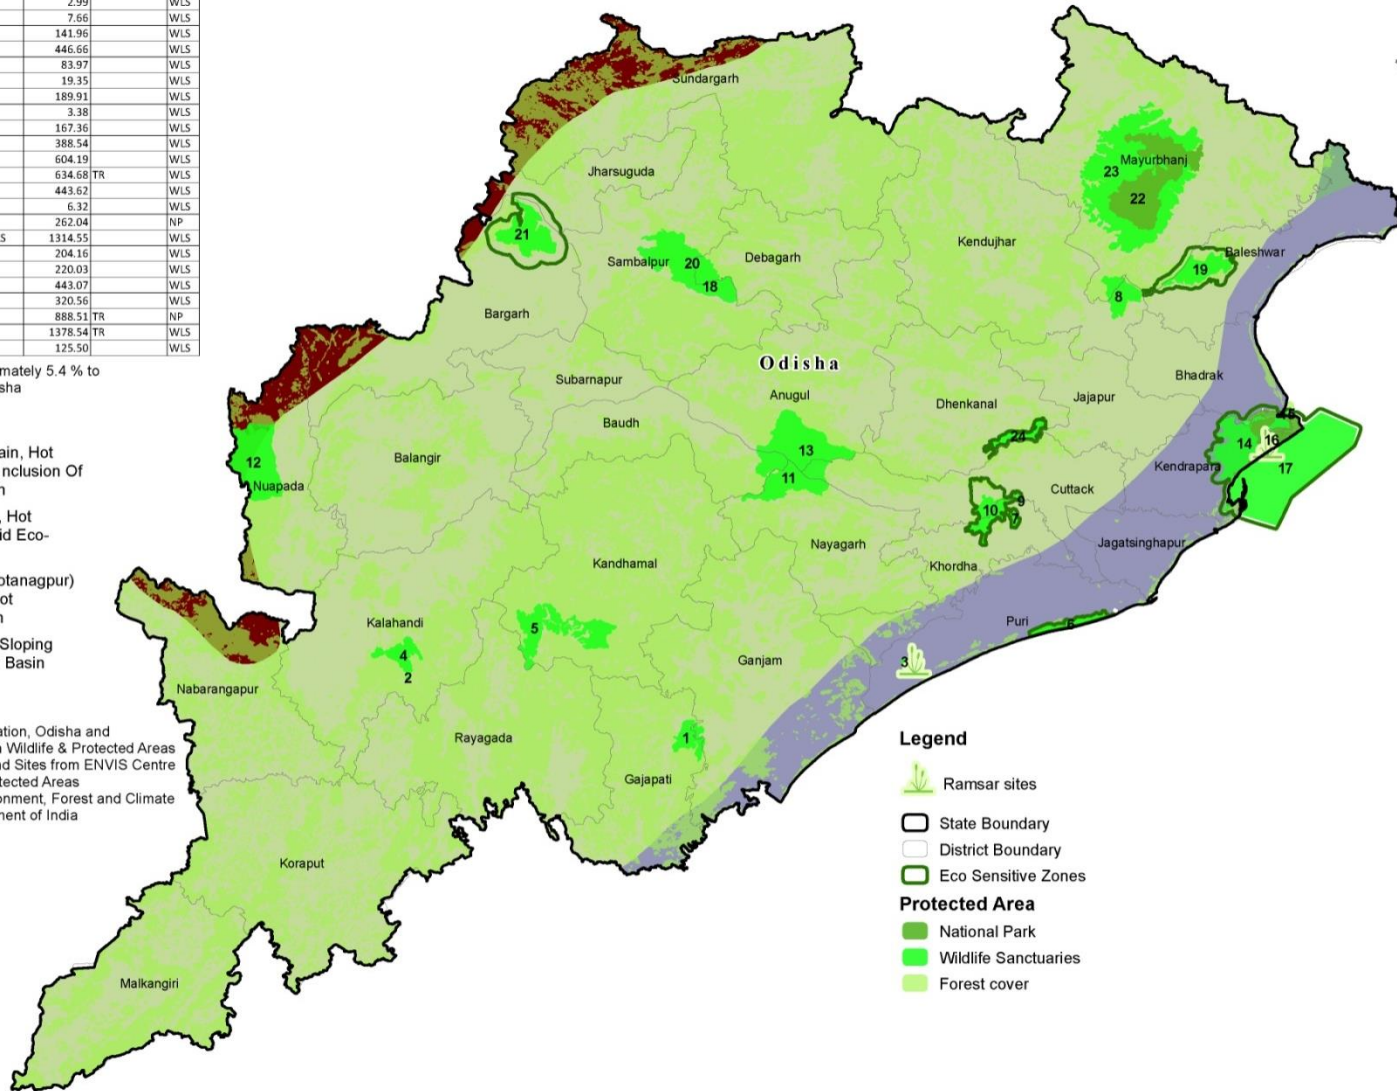 2.99 WLS
7.66 WLS
141.96 WLS
446.66 WLS
83.97 WLS
19.35 WLS
189.91 WLS
3.38 WLS
167.36 WLS
388.54 WLS
604.19 WLS
634.68 TR WLS
443.62 WLS
6.32 WLS
262.04 NP
S 1314.55 WLS
204.16 WLS
220.03 WLS
443.07 WLS
320.56 WLS
888.51 TR NP
1378.54 TR WLS
125.50 WLS
mately 5.4 % to
sha
ain, Hot
nclusion Of
n
, Hot
id Eco-
otanagpur)
ot
n
Sloping
Basin
ation, Odisha and
n Wildlife & Protected Areas
nd Sites from ENVIS Centre
tected Areas
onment, Forest and Climate
ment of India
Sundargarh
Jharsuguda
Mayurbhanj
23
22
21
Sambalpur
20
18
Debagarh
Kendujhar
Baleshwar
19
8
Bargarh
Odisha
Subarnapur
Anugul
Bhadrak
Baudh
Dhenkanal
Jajapur
24
13
11
14
16
17
Kendrapara
12
Nuapada
Balangir
Cuttack
10
9
7
Nayagarh
Jagatsinghapur
Kandhamal
Khordha
Puri
6
Kalahandi
5
4
2
Ganjam
3
Nabarangapur
Rayagada
1
Gajapati
Koraput
Malkangiri
Legend
Ramsar sites
State Boundary
District Boundary
Eco Sensitive Zones
Protected Area
National Park
Wildlife Sanctuaries
Forest cover